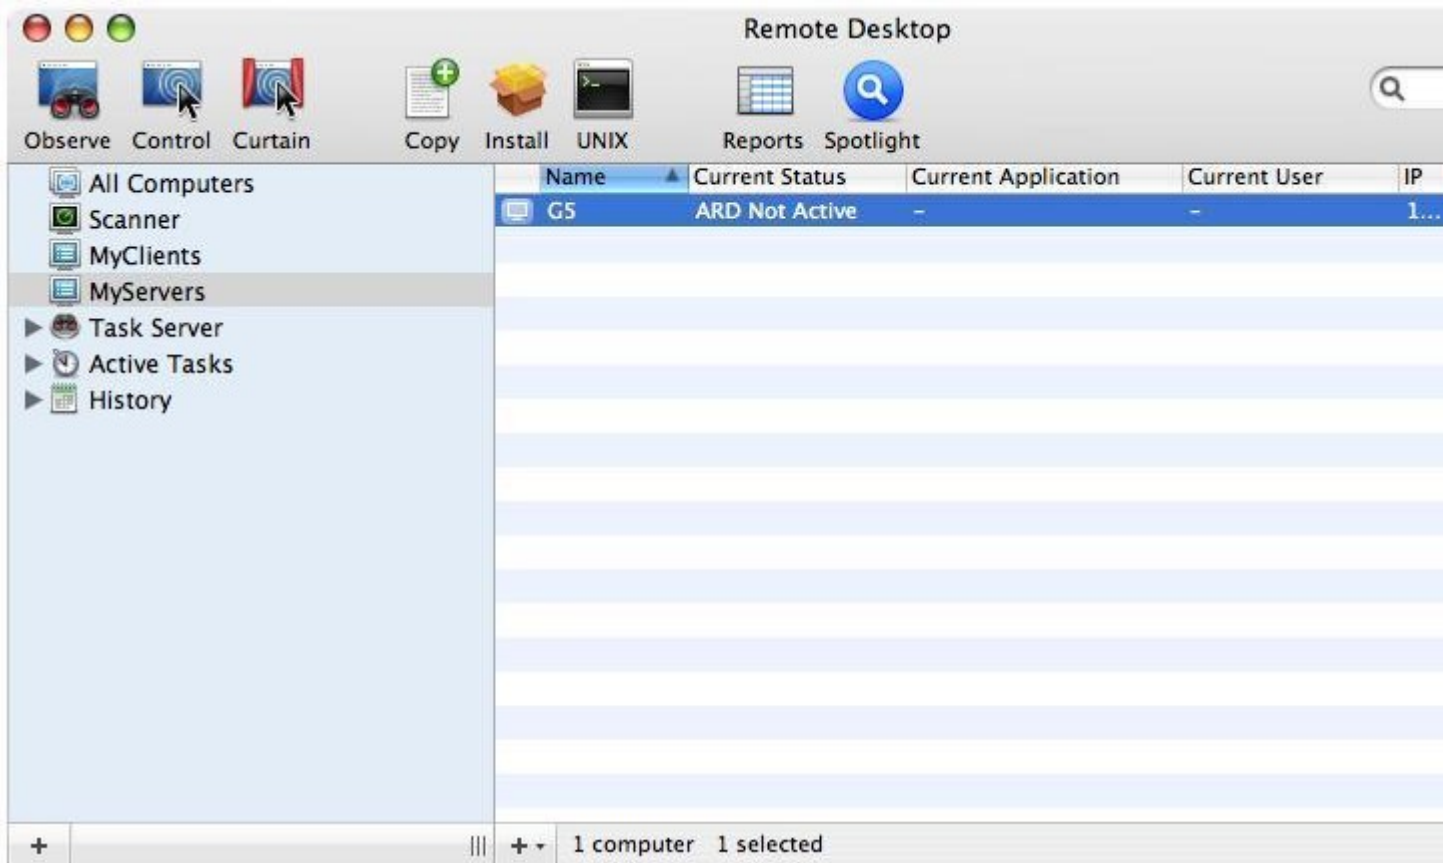 Remote Desktop
Observe Control Curtain Copy Install UNIX Reports Spotlight
All Computers
Scanner
MyClients
MyServers
Task Server
Active Tasks
History
Name Current Status Current Application Current User IP
G5 ARD Not Active – – 1...
+ + 1 computer 1 selected